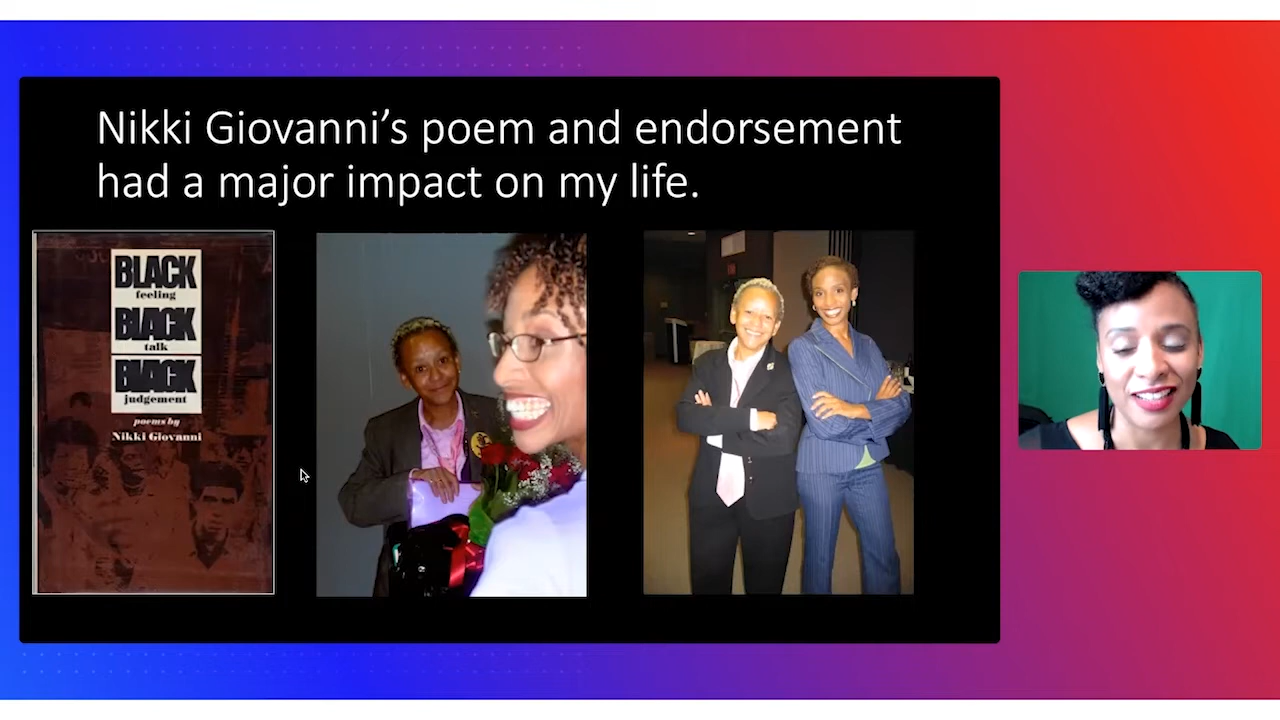 Nikki Giovanni’s poem and endorsement
had a major impact on my life.
BLACK
feeling
BLACK
talk
BLACK
judgement
poems by
Nikki Giovanni